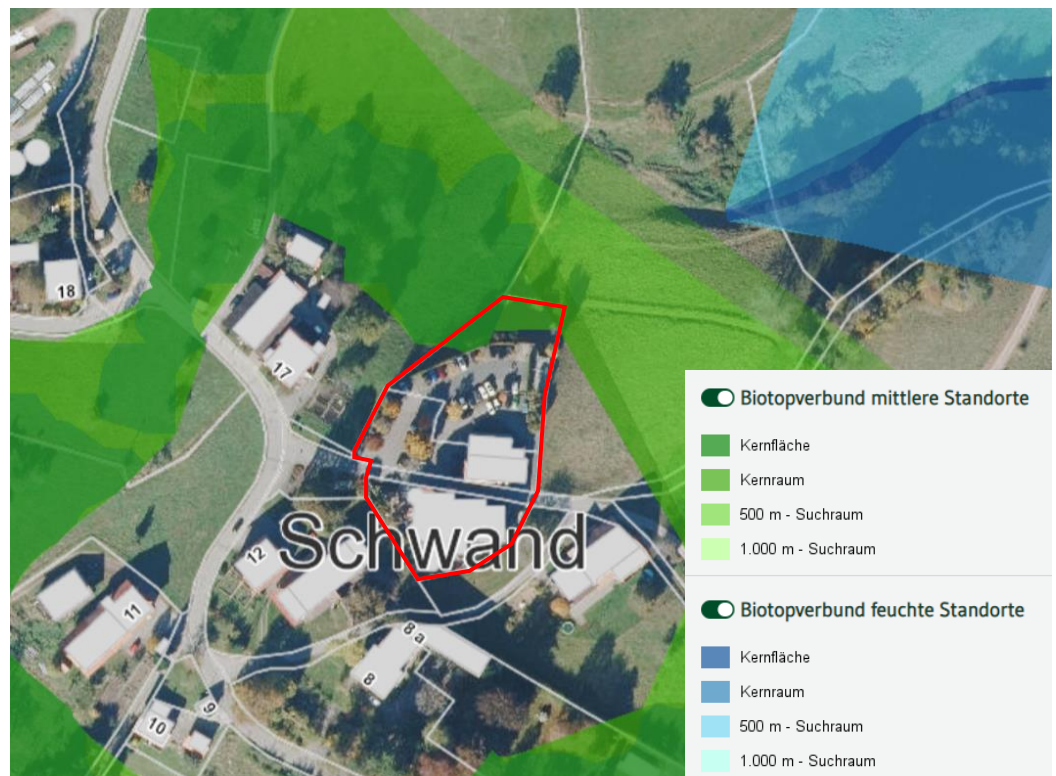 18
17
Schwand
12
11
8 a
8
9
10
Biotopverbund mittlere Standorte
Kernfläche
Kernraum
500 m - Suchraum
1.000 m - Suchraum
Biotopverbund feuchte Standorte
Kernfläche
Kernraum
500 m - Suchraum
1.000 m - Suchraum